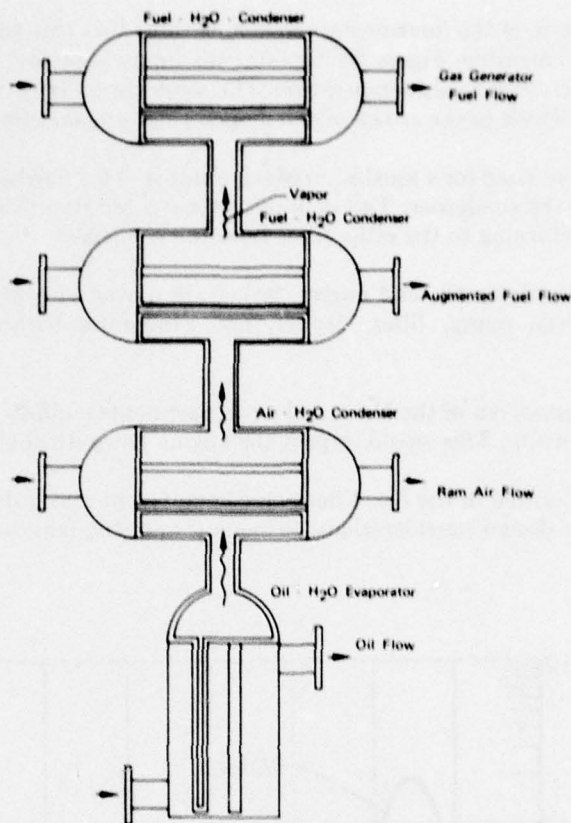 Fuel - H2O - Condenser
Gas Generator
Fuel Flow
Vapor
Fuel - H2O Condenser
Augmented Fuel Flow
Air - H2O Condenser
Ram Air Flow
Oil - H2O Evaporator
Oil Flow